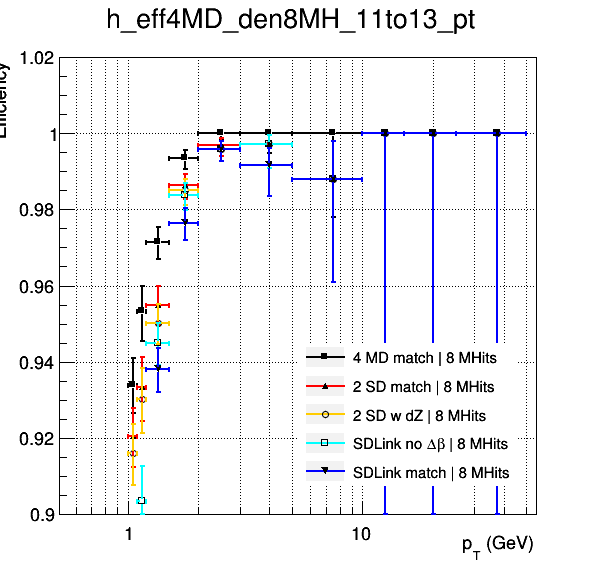 h_eff4MD_den8MH_11to13_pt
Efficiency
1.02
1
0.98
0.96
0.94
0.92
0.9
4 MD match | 8 MHits
2 SD match | 8 MHits
2 SD w dZ | 8 MHits
SDLink no Δβ | 8 MHits
SDLink match | 8 MHits
1
10
p_T (GeV)